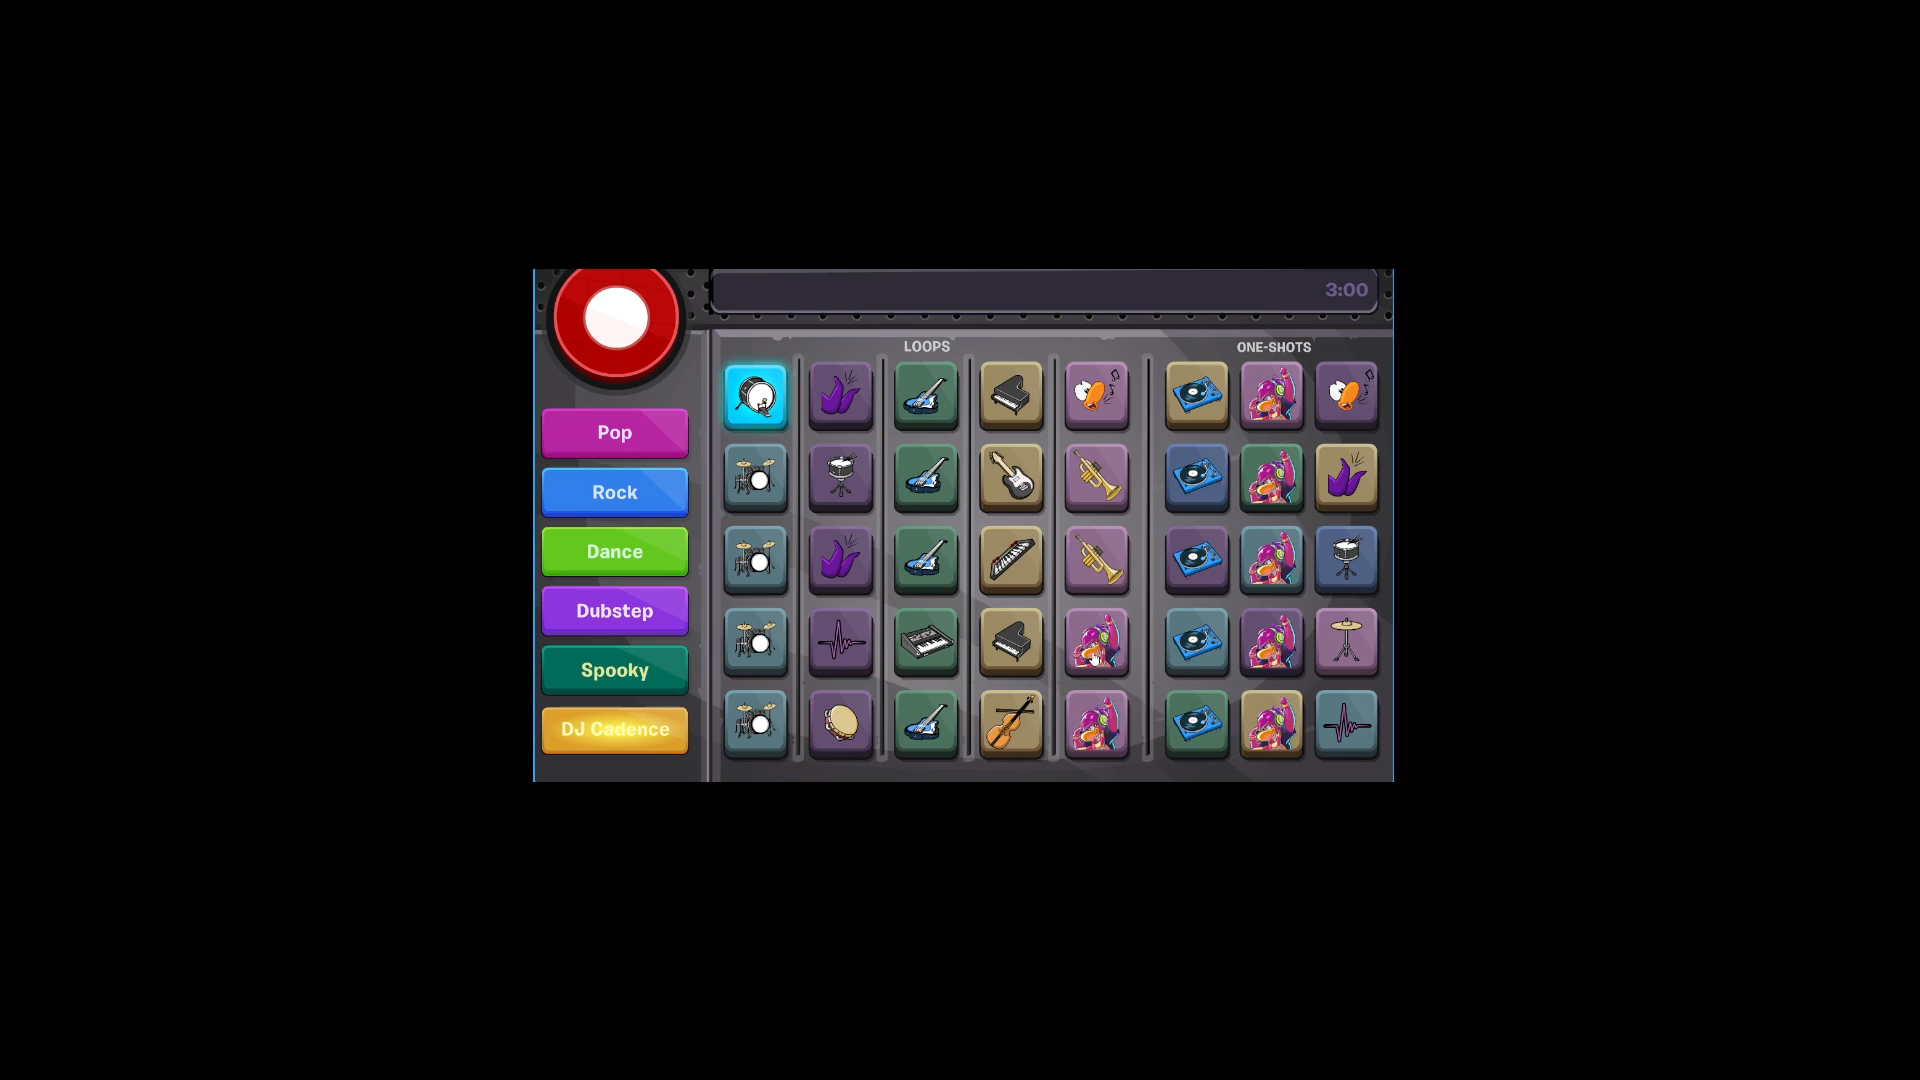 3:00
LOOPS
ONE-SHOTS
Pop
Rock
Dance
Dubstep
Spooky
DJ Cadence